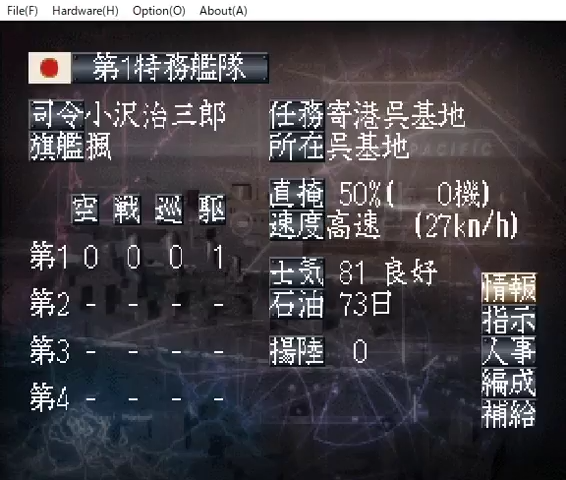 File(F) Hardware(H) Option(O) About(A)
第1特務艦隊
司令小沢治三郎
旗艦楓
任務寄港呉基地
所在呉基地
PACIFIC
直掩 50%( 0機)
速度高速 (27kn/h)
空 戦 巡 駆
第1 0 0 0 1
第2 - - - -
第3 - - - -
第4 - - - -
士気 81 良好
石油 73日
揚陸 0
情報
指示
人事
編成
補給